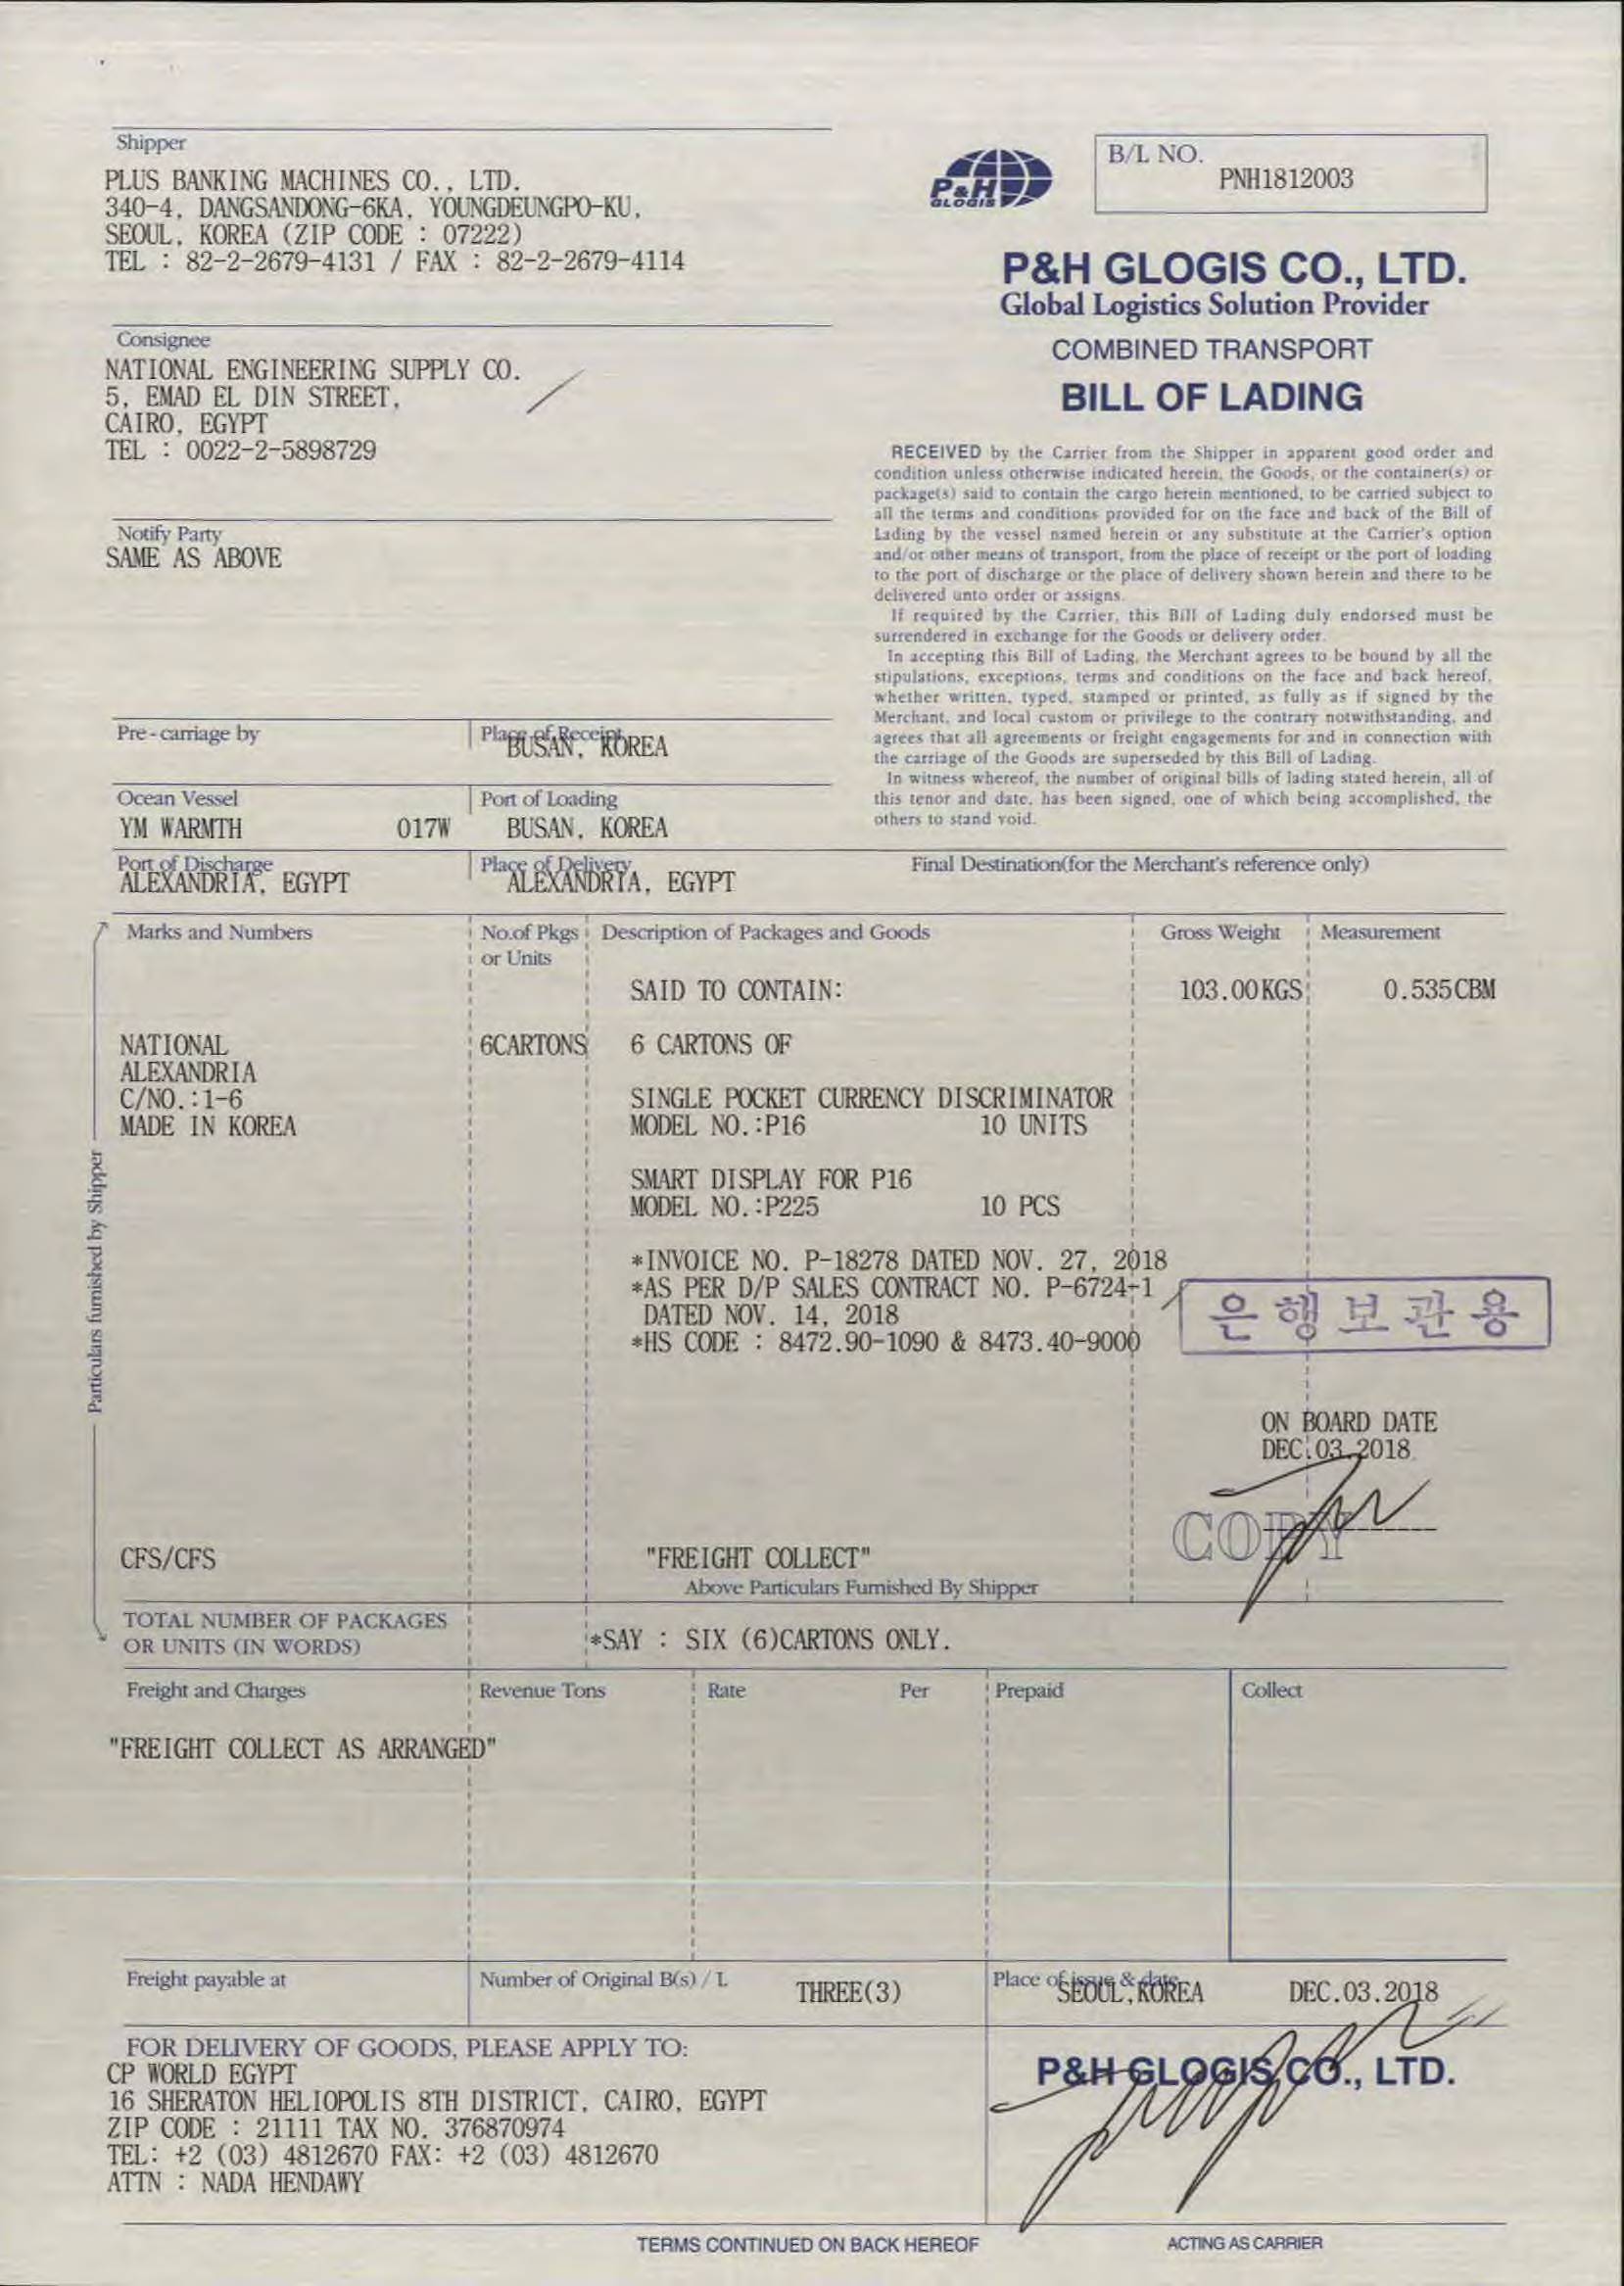 Shipper
PLUS BANKING MACHINES CO., LTD.
340-4, DANGSANDONG-6KA, YOUNGDEUNGPO-KU,
SEOUL, KOREA (ZIP CODE : 07222)
TEL : 82-2-2679-4131 / FAX : 82-2-2679-4114
P&H
GLOGIS
B/L NO.
PNH1812003
P&H GLOGIS CO., LTD.
Global Logistics Solution Provider
COMBINED TRANSPORT
BILL OF LADING
Consignee
NATIONAL ENGINEERING SUPPLY CO.
5, EMAD EL DIN STREET,
CAIRO, EGYPT
TEL : 0022-2-5898729
Notify Party
SAME AS ABOVE
RECEIVED by the Carrier from the Shipper in apparent good order and
condition unless otherwise indicated herein, the Goods, or the container(s) or
package(s) said to contain the cargo herein mentioned, to be carried subject to
all the terms and conditions provided for on the face and back of the Bill of
Lading by the vessel named herein or any substitute at the Carrier's option
and/or other means of transport, from the place of receipt or the port of loading
to the port of discharge or the place of delivery shown herein and there to be
delivered unto order or assigns.
If required by the Carrier, this Bill of Lading duly endorsed must be
surrendered in exchange for the Goods or delivery order.
In accepting this Bill of Lading, the Merchant agrees to be bound by all the
stipulations, exceptions, terms and conditions on the face and back hereof,
whether written, typed, stamped or printed, as fully as if signed by the
Merchant, and local custom or privilege to the contrary notwithstanding, and
agrees that all agreements or freight engagements for and in connection with
the carriage of the Goods are superseded by this Bill of Lading.
In witness whereof, the number of original bills of lading stated herein, all of
this tenor and date, has been signed, one of which being accomplished, the
others to stand void.
Pre-carriage by
Place of Receipt
BUSAN, KOREA
Ocean Vessel
YM WARMTH 017W
Port of Loading
BUSAN, KOREA
Port of Discharge
ALEXANDRIA, EGYPT
Place of Delivery
ALEXANDRIA, EGYPT
Final Destination(for the Merchant's reference only)
Particulars furnished by Shipper
Marks and Numbers
No.of Pkgs
or Units
Description of Packages and Goods
Gross Weight
Measurement
SAID TO CONTAIN: 103.00KGS 0.535CBM
NATIONAL 6CARTONS 6 CARTONS OF
ALEXANDRIA
C/NO.:1-6 SINGLE POCKET CURRENCY DISCRIMINATOR
MADE IN KOREA MODEL NO.:P16 10 UNITS
SMART DISPLAY FOR P16
MODEL NO.:P225 10 PCS
*INVOICE NO. P-18278 DATED NOV. 27, 2018
*AS PER D/P SALES CONTRACT NO. P-6724-1
DATED NOV. 14, 2018
*HS CODE : 8472.90-1090 & 8473.40-9000
은행보관용
ON BOARD DATE
DEC.03.2018
COPY
CFS/CFS "FREIGHT COLLECT"
Above Particulars Furnished By Shipper
TOTAL NUMBER OF PACKAGES
OR UNITS (IN WORDS)
*SAY : SIX (6)CARTONS ONLY.
Freight and Charges Revenue Tons Rate Per Prepaid Collect
"FREIGHT COLLECT AS ARRANGED"
Freight payable at
Number of Original B(s) / L
THREE(3)
Place of issue & date
SEOUL,KOREA DEC.03.2018
FOR DELIVERY OF GOODS, PLEASE APPLY TO:
CP WORLD EGYPT
16 SHERATON HELIOPOLIS 8TH DISTRICT, CAIRO, EGYPT
ZIP CODE : 21111 TAX NO. 376870974
TEL: +2 (03) 4812670 FAX: +2 (03) 4812670
ATTN : NADA HENDAWY
P&H GLOGIS CO., LTD.
TERMS CONTINUED ON BACK HEREOF
ACTING AS CARRIER